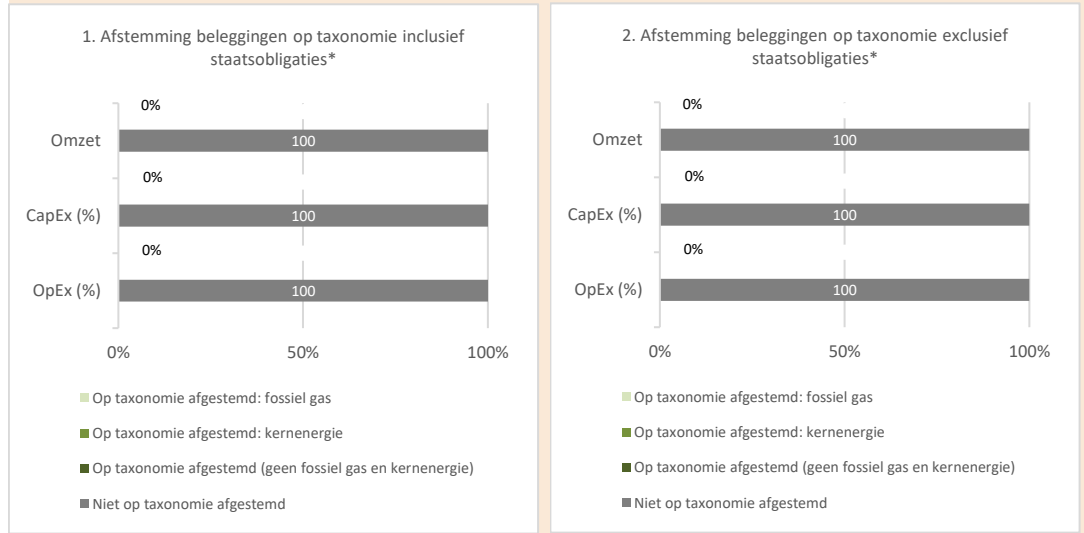 1. Afstemming beleggingen op taxonomie inclusief
staatsobligaties*
0%
Omzet
100
0%
CapEx (%)
100
0%
OpEx (%)
100
0%
50%
100%
Op taxonomie afgestemd: fossiel gas
Op taxonomie afgestemd: kernenergie
Op taxonomie afgestemd (geen fossiel gas en kernenergie)
Niet op taxonomie afgestemd
2. Afstemming beleggingen op taxonomie exclusief
staatsobligaties*
0%
Omzet
100
0%
CapEx (%)
100
0%
OpEx (%)
100
0%
50%
100%
Op taxonomie afgestemd: fossiel gas
Op taxonomie afgestemd: kernenergie
Op taxonomie afgestemd (geen fossiel gas en kernenergie)
Niet op taxonomie afgestemd